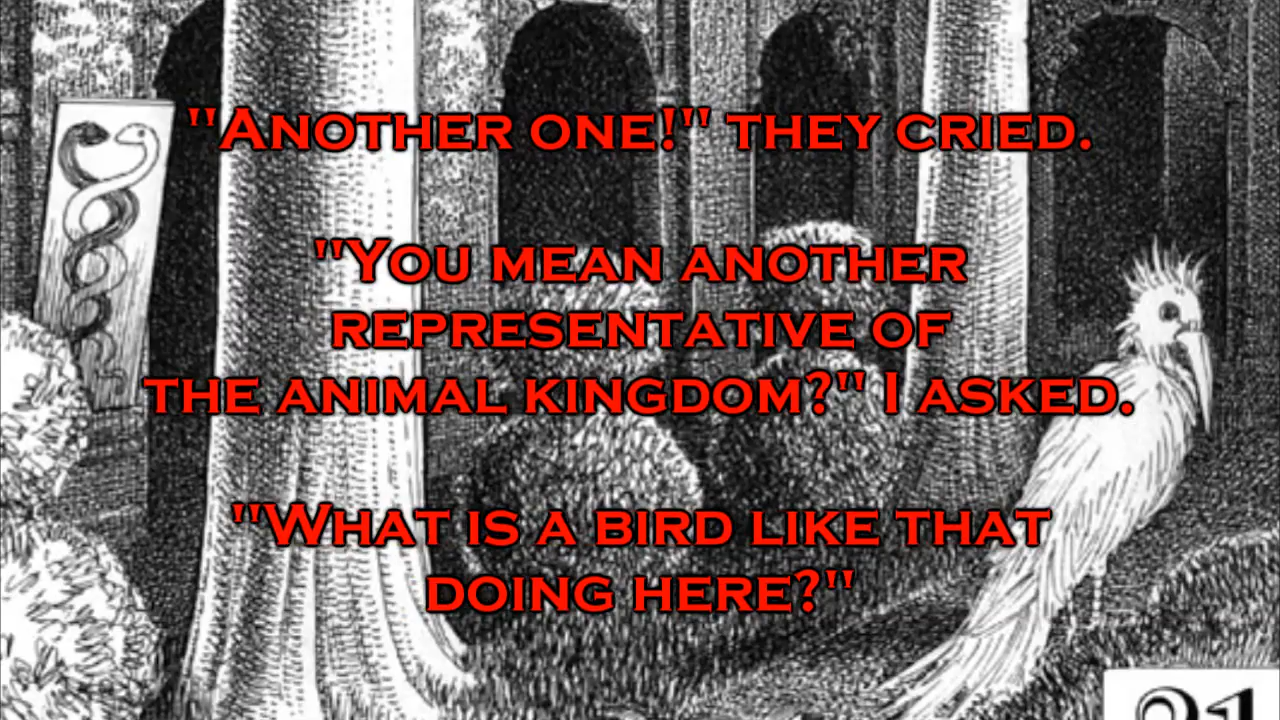 "Another one!" they cried.
"You mean another
representative of
the animal kingdom?" I asked.
"What is a bird like that
doing here?"
21